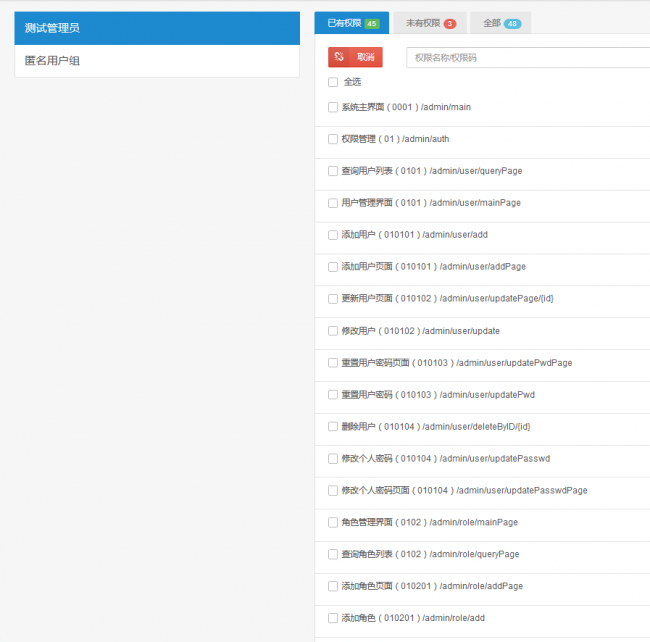 测试管理员
匿名用户组
已有权限 45 未有权限 3 全部 48
取消 权限名称/权限码
全选
系统主界面 ( 0001 ) /admin/main
权限管理 ( 01 ) /admin/auth
查询用户列表 ( 0101 ) /admin/user/queryPage
用户管理界面 ( 0101 ) /admin/user/mainPage
添加用户 ( 010101 ) /admin/user/add
添加用户页面 ( 010101 ) /admin/user/addPage
更新用户页面 ( 010102 ) /admin/user/updatePage/{id}
修改用户 ( 010102 ) /admin/user/update
重置用户密码页面 ( 010103 ) /admin/user/updatePwdPage
重置用户密码 ( 010103 ) /admin/user/updatePwd
删除用户 ( 010104 ) /admin/user/deleteByID/{id}
修改个人密码 ( 010104 ) /admin/user/updatePasswd
修改个人密码页面 ( 010104 ) /admin/user/updatePasswdPage
角色管理界面 ( 0102 ) /admin/role/mainPage
查询角色列表 ( 0102 ) /admin/role/queryPage
添加角色页面 ( 010201 ) /admin/role/addPage
添加角色 ( 010201 ) /admin/role/add